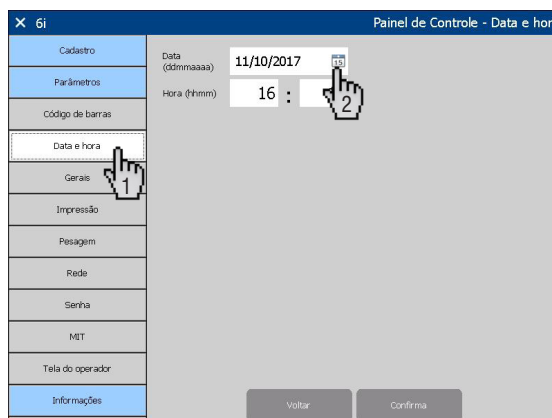 6i
Painel de Controle - Data e hor
Cadastro
Parâmetros
Código de barras
Data e hora
Gerais
Impressão
Pesagem
Rede
Senha
MIT
Tela do operador
Informações
Data
(ddmmaaaa)
11/10/2017
15
Hora (hhmm)
16 :
1
2
Voltar
Confirma